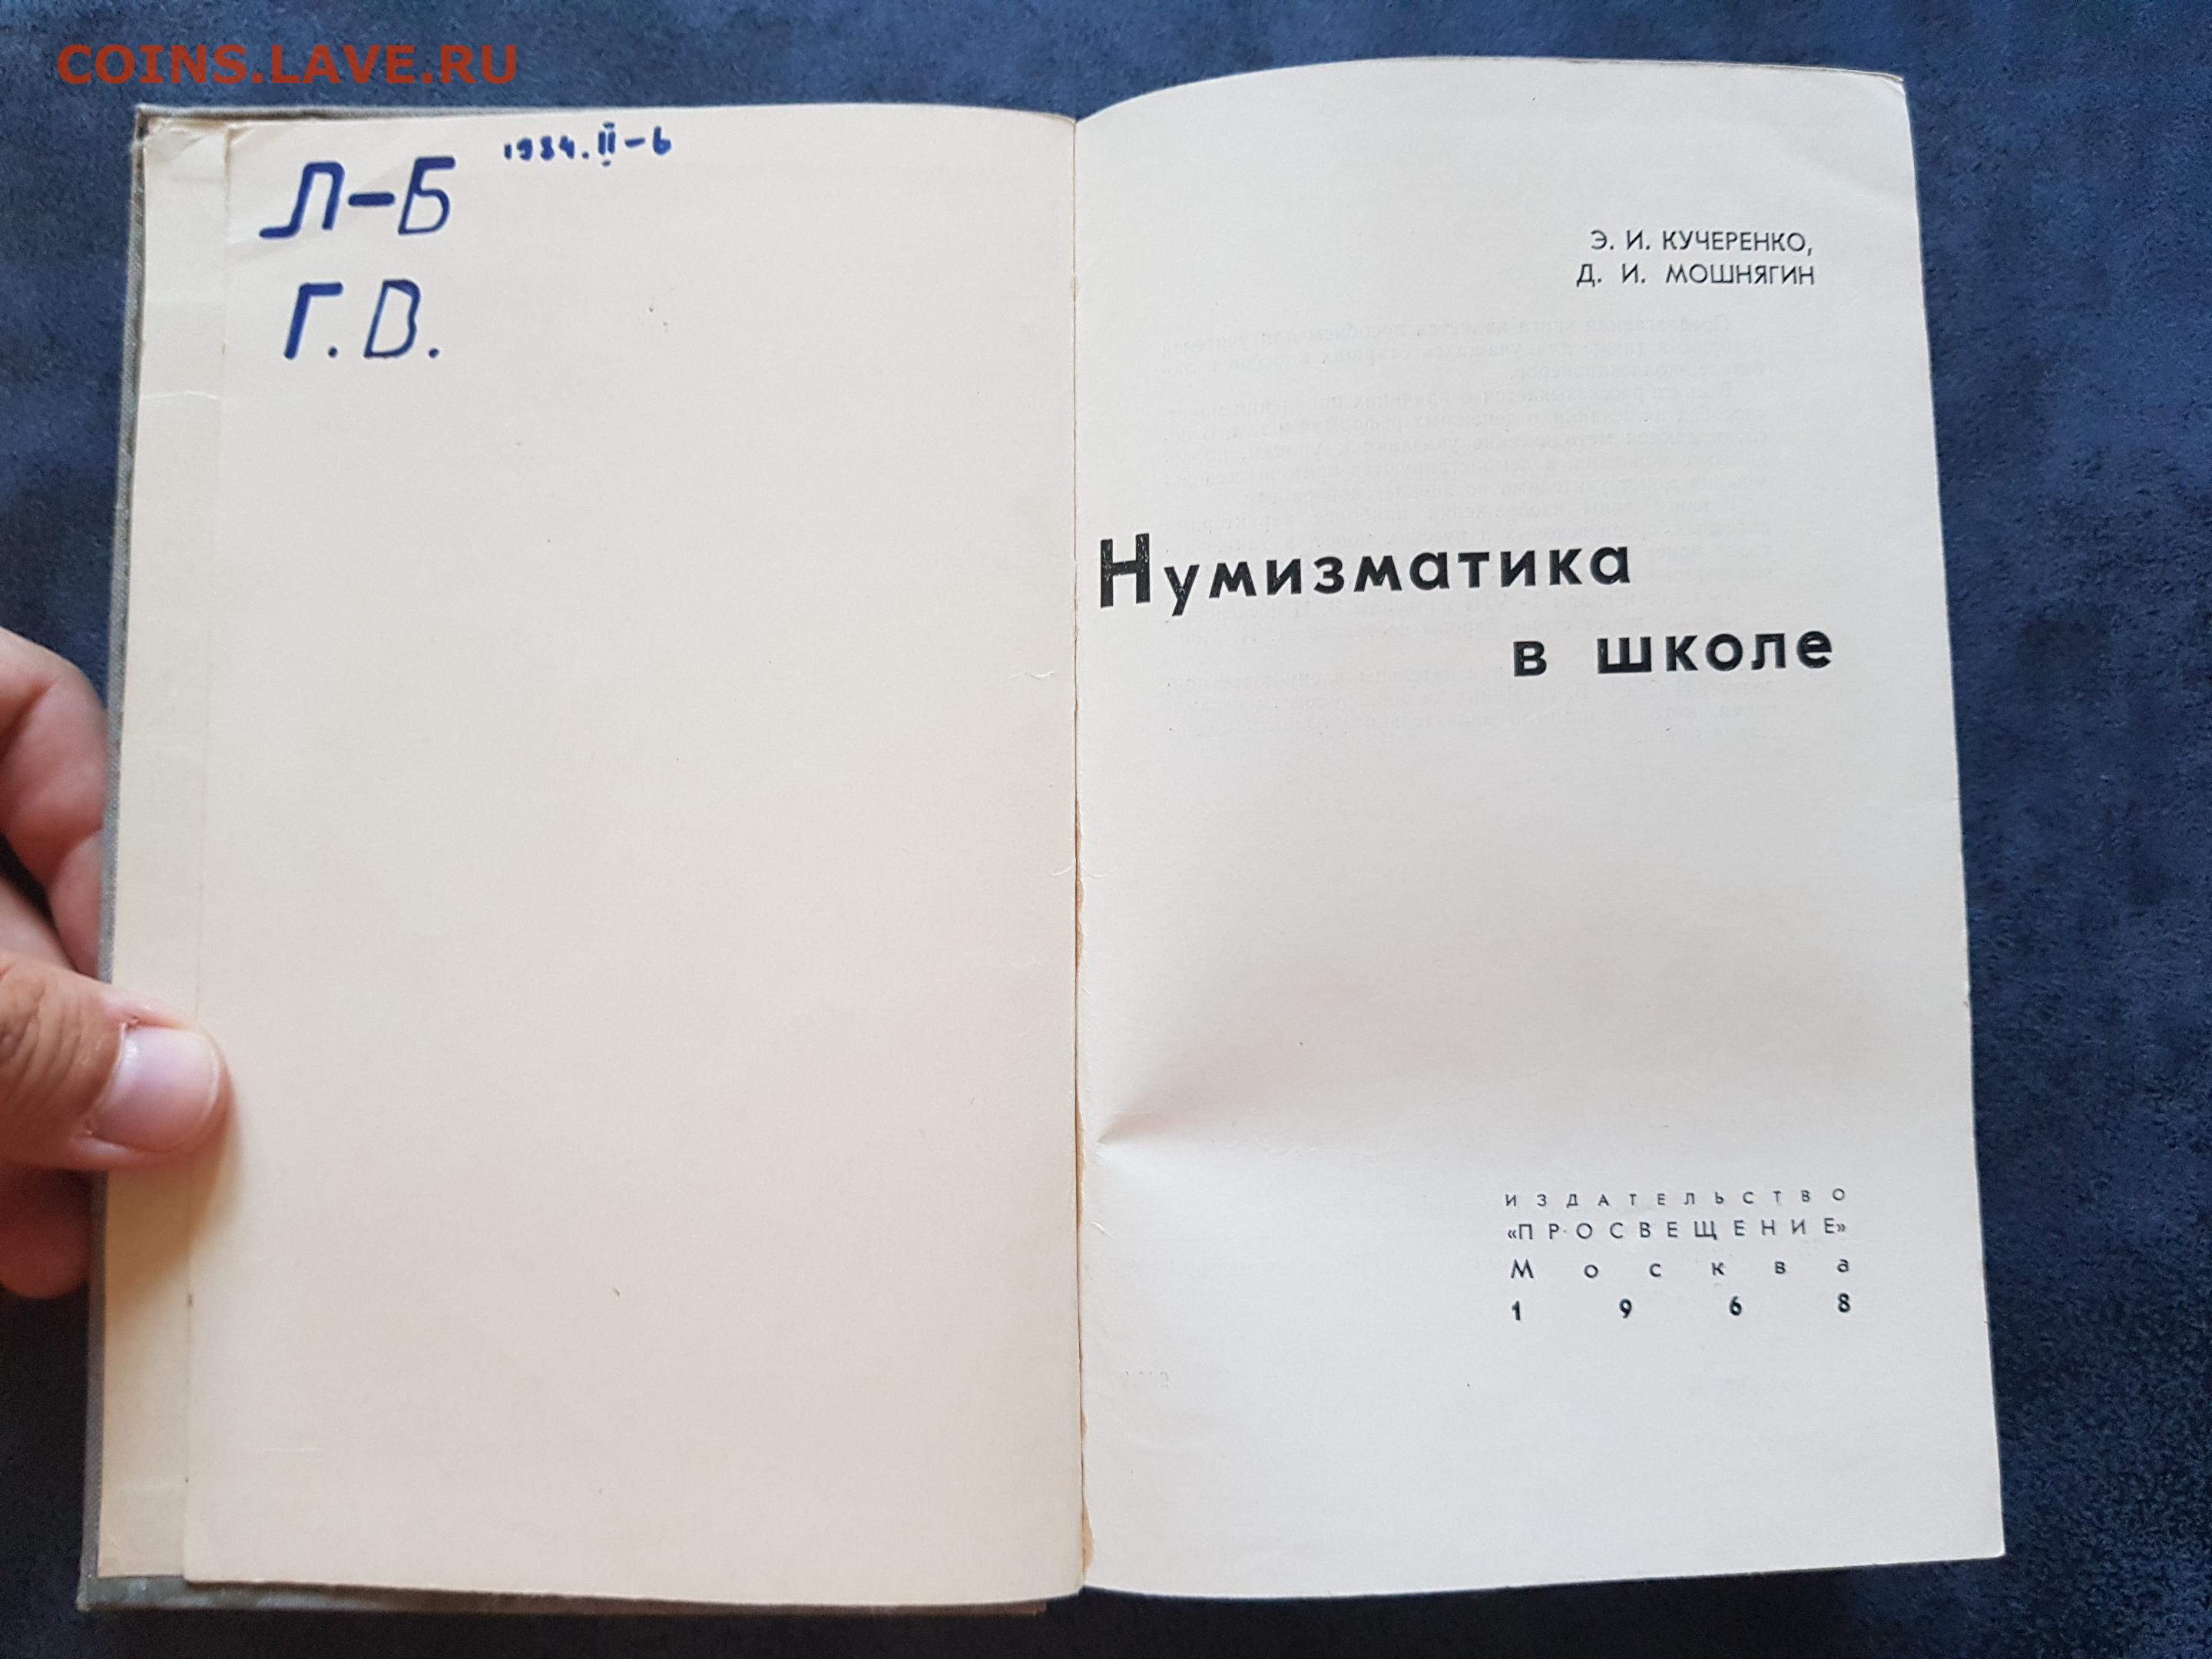 COINS.LAVE.RU
1984.II-6
Л-Б
Г.В.
Э. И. КУЧЕРЕНКО,
Д. И. МОШНЯГИН
Нумизматика
в школе
ИЗДАТЕЛЬСТВО
«ПРОСВЕЩЕНИЕ»
Москва
1968